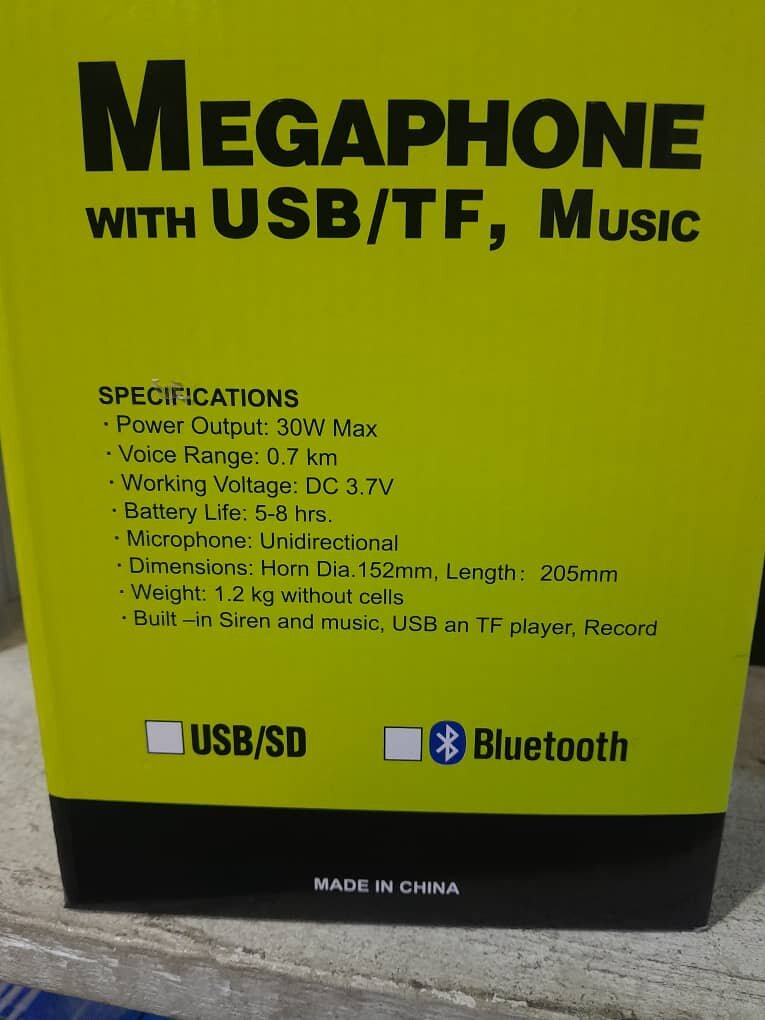 MEGAPHONE
WITH USB/TF, MUSIC
SPECIFICATIONS
· Power Output: 30W Max
· Voice Range: 0.7 km
· Working Voltage: DC 3.7V
· Battery Life: 5-8 hrs.
· Microphone: Unidirectional
· Dimensions: Horn Dia.152mm, Length: 205mm
· Weight: 1.2 kg without cells
· Built –in Siren and music, USB an TF player, Record
USB/SD
Bluetooth
MADE IN CHINA